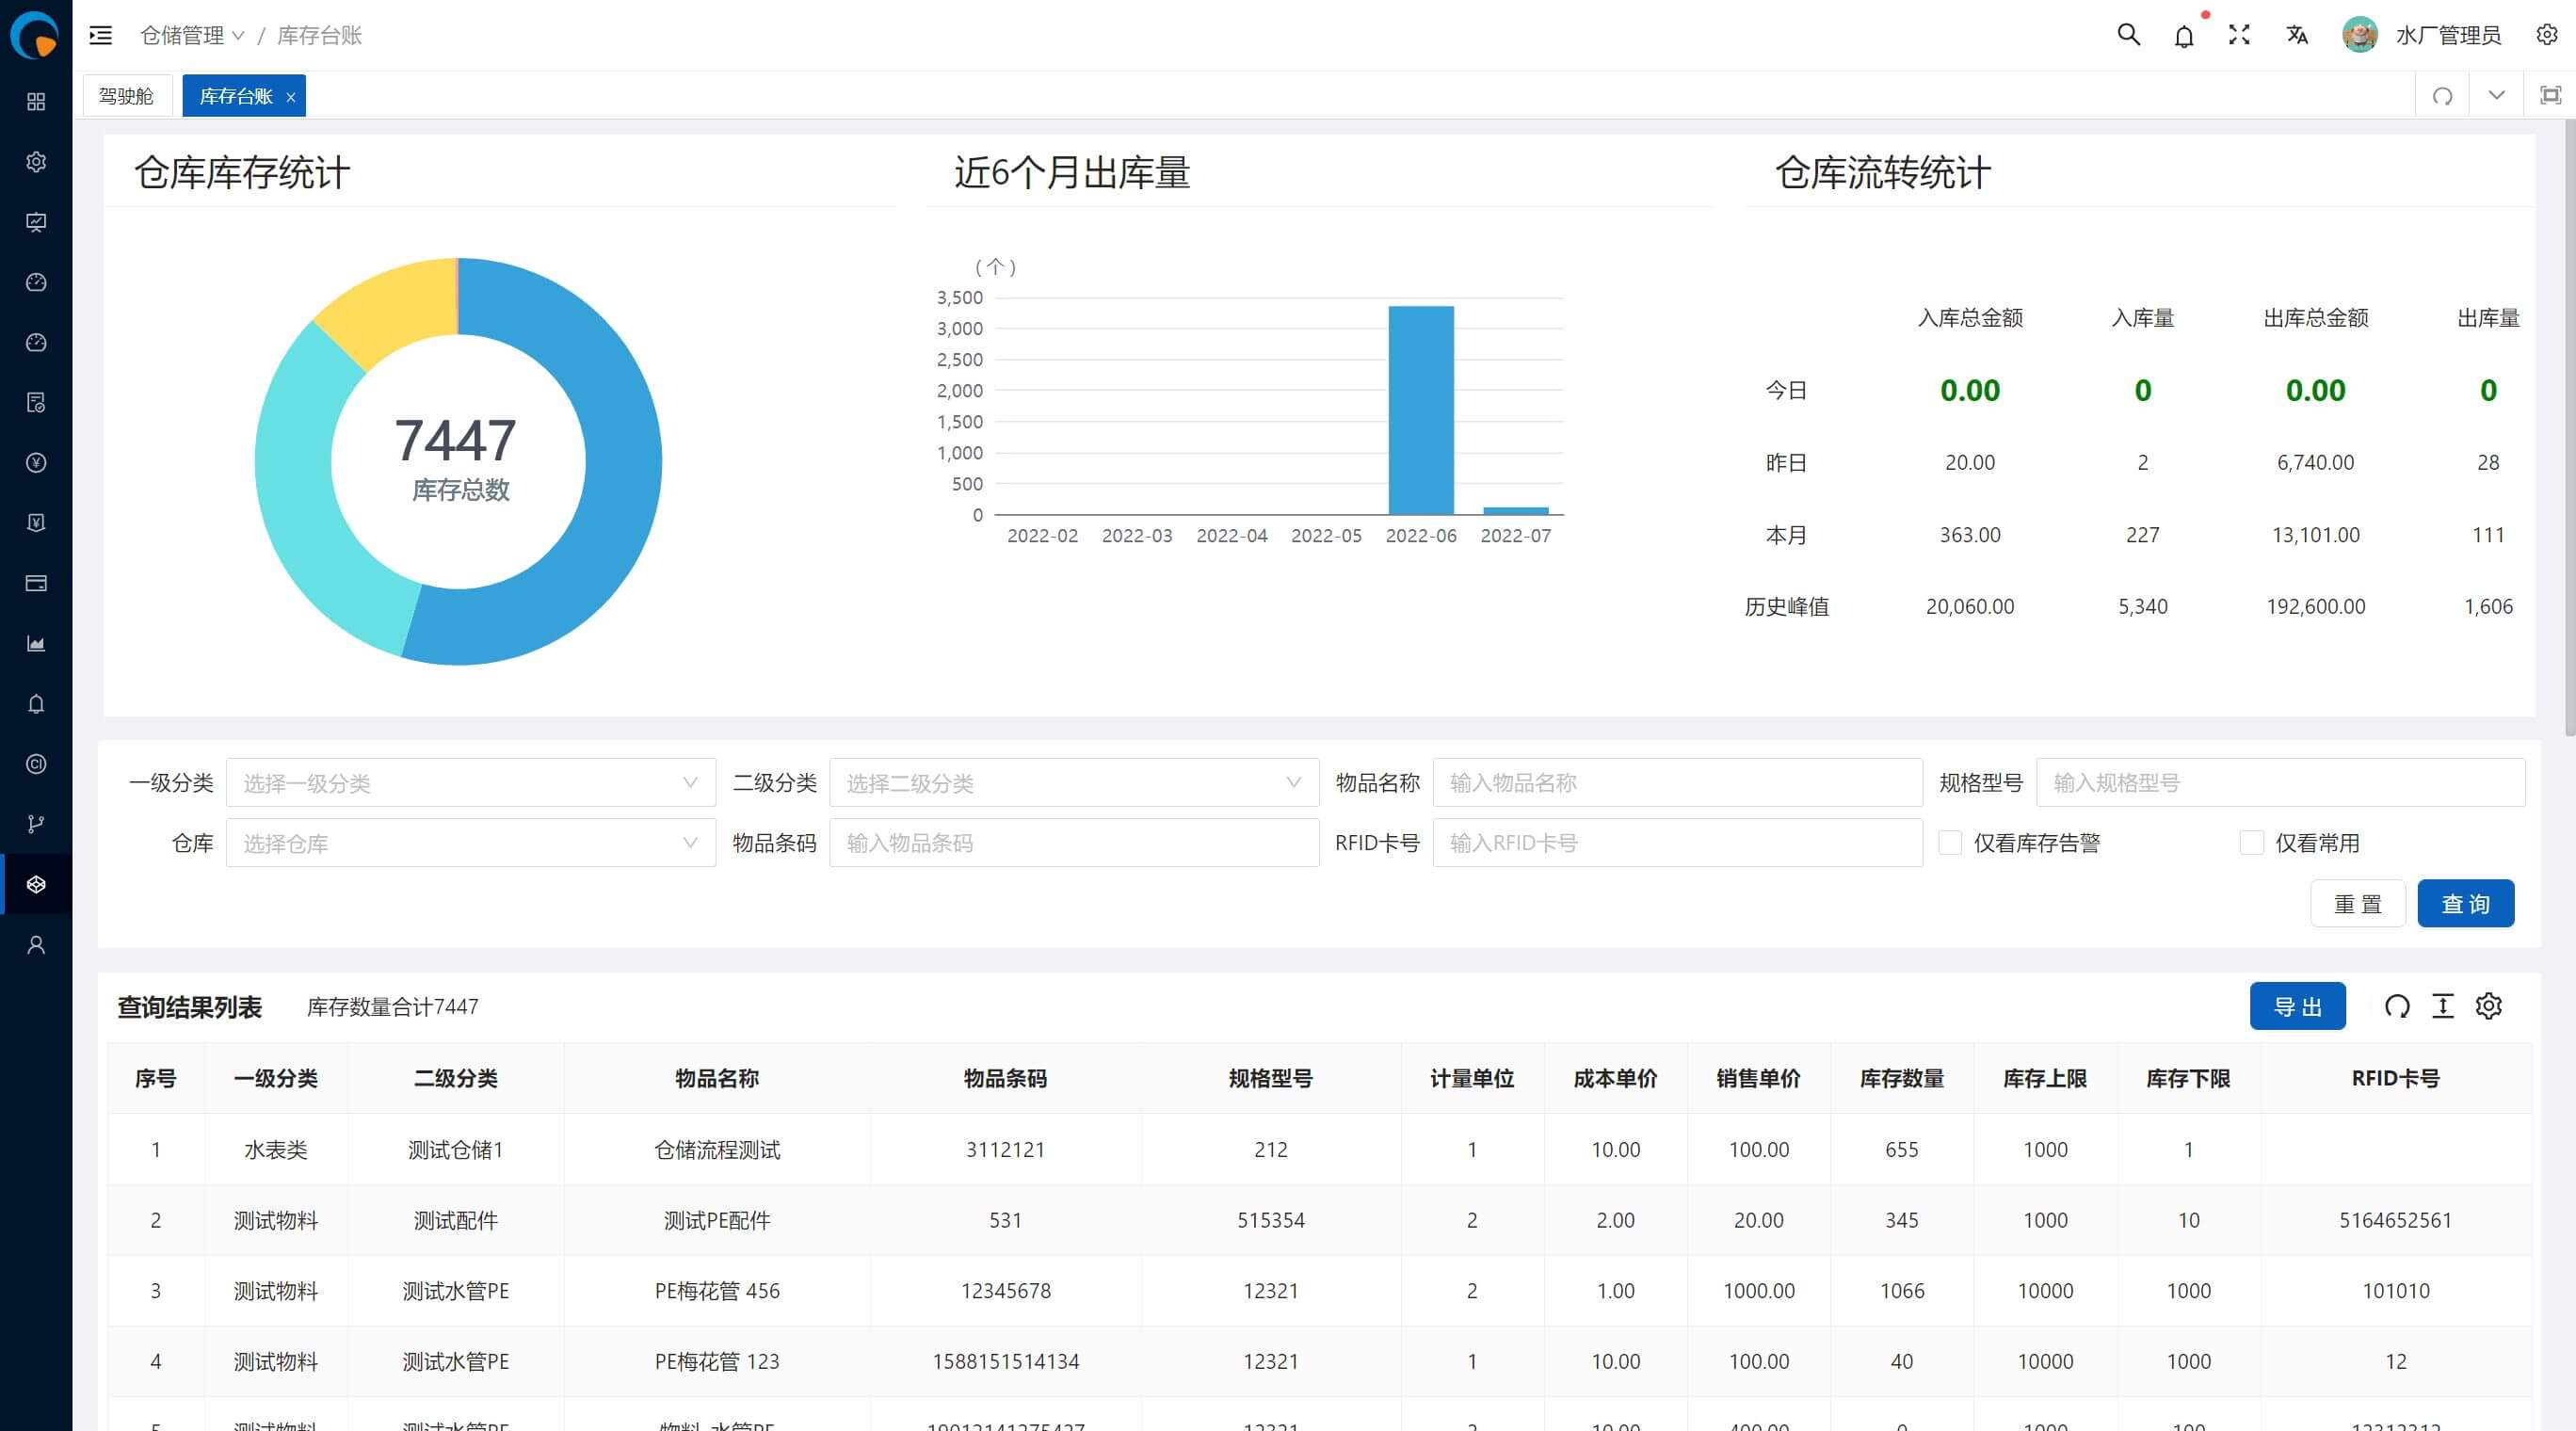 仓储管理 / 库存台账
水厂管理员
驾驶舱 库存台账 ×
仓库库存统计
7447
库存总数
近6个月出库量
(个)
3,500
3,000
2,500
2,000
1,500
1,000
500
0
2022-02 2022-03 2022-04 2022-05 2022-06 2022-07
仓库流转统计
入库总金额 入库量 出库总金额 出库量
今日 0.00 0 0.00 0
昨日 20.00 2 6,740.00 28
本月 363.00 227 13,101.00 111
历史峰值 20,060.00 5,340 192,600.00 1,606
一级分类 选择一级分类 二级分类 选择二级分类 物品名称 输入物品名称 规格型号 输入规格型号
仓库 选择仓库 物品条码 输入物品条码 RFID卡号 输入RFID卡号 仅看库存告警 仅看常用
重置 查询
查询结果列表 库存数量合计7447 导出
序号 一级分类 二级分类 物品名称 物品条码 规格型号 计量单位 成本单价 销售单价 库存数量 库存上限 库存下限 RFID卡号
1 水表类 测试仓储1 仓储流程测试 3112121 212 1 10.00 100.00 655 1000 1
2 测试物料 测试配件 测试PE配件 531 515354 2 2.00 20.00 345 1000 10 5164652561
3 测试物料 测试水管PE PE梅花管 456 12345678 12321 2 1.00 1000.00 1066 10000 1000 101010
4 测试物料 测试水管PE PE梅花管 123 1588151514134 12321 1 10.00 100.00 40 10000 1000 12
测试物料 测试水管PE